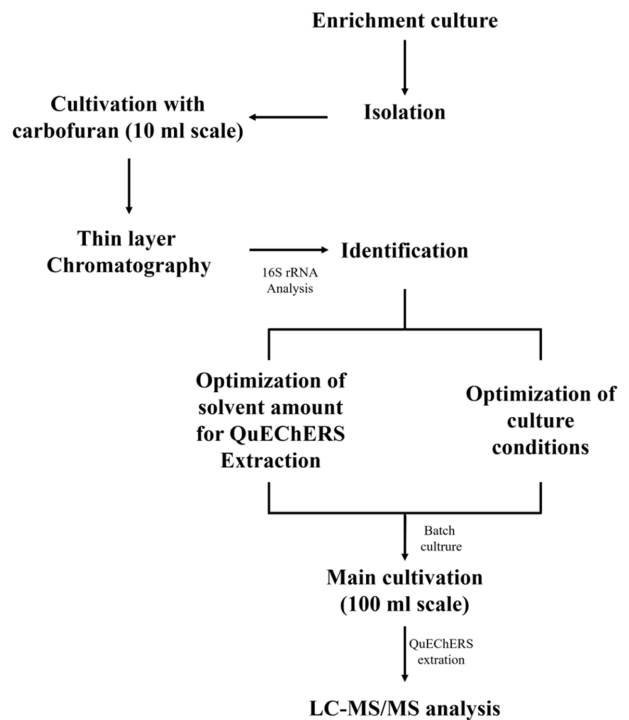 Enrichment culture
Isolation
Cultivation with
carbofuran (10 ml scale)
Thin layer
Chromatography
16S rRNA
Analysis
Identification
Optimization of
solvent amount
for QuEChERS
Extraction
Optimization of
culture
conditions
Batch
cultrure
Main cultivation
(100 ml scale)
QuEChERS
extration
LC-MS/MS analysis